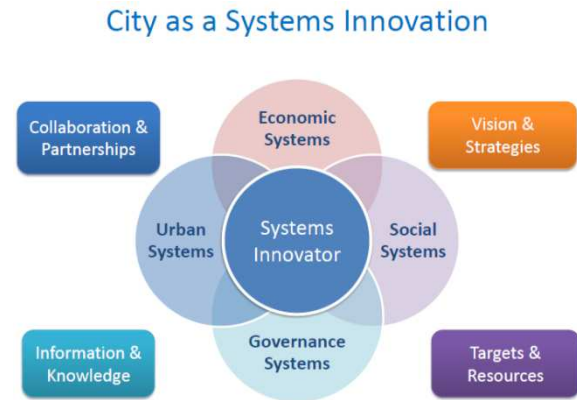 City as a Systems Innovation
Economic
Systems
Collaboration &
Partnerships
Vision &
Strategies
Urban
Systems
Systems
Innovator
Social
Systems
Governance
Systems
Information &
Knowledge
Targets &
Resources